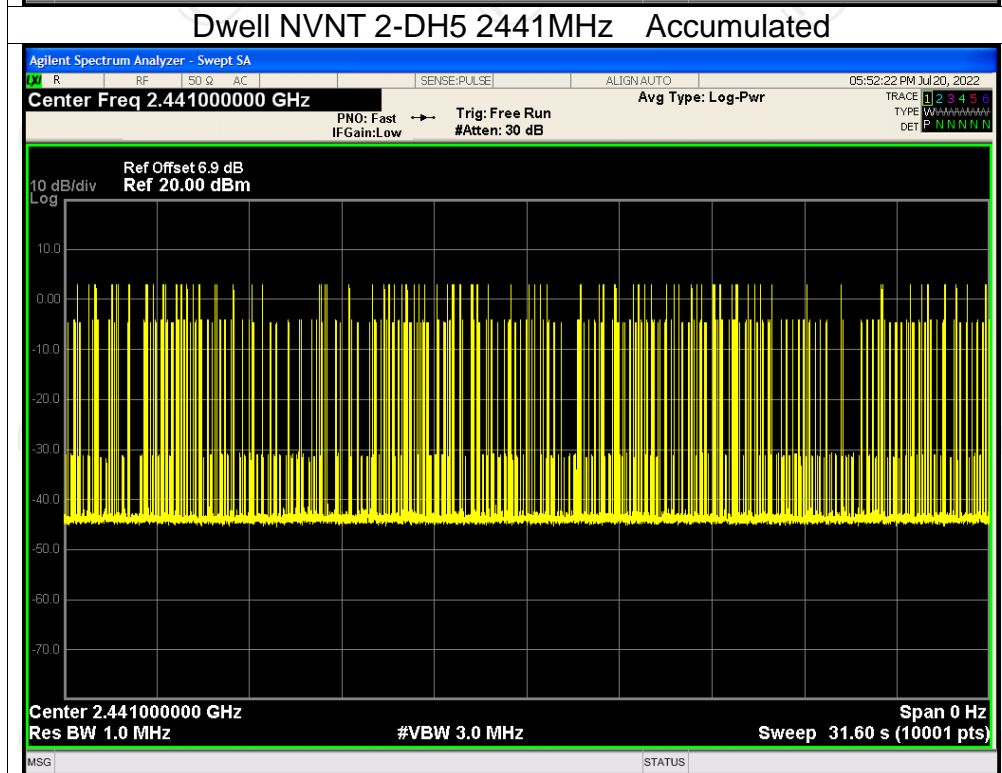 Dwell NVNT 2-DH5 2441MHz Accumulated
Agilent Spectrum Analyzer - Swept SA
LXI R RF 50 Ω AC SENSE:PULSE ALIGN AUTO 05:52:22 PM Jul 20, 2022
Center Freq 2.441000000 GHz Avg Type: Log-Pwr TRACE 1 2 3 4 5 6
PNO: Fast Trig: Free Run TYPE WWWWWW
IFGain:Low #Atten: 30 dB DET P N N N N N
Ref Offset 6.9 dB
10 dB/div Ref 20.00 dBm
Log
10.0
0.00
-10.0
-20.0
-30.0
-40.0
-50.0
-60.0
-70.0
Center 2.441000000 GHz Span 0 Hz
Res BW 1.0 MHz #VBW 3.0 MHz Sweep 31.60 s (10001 pts)
MSG STATUS